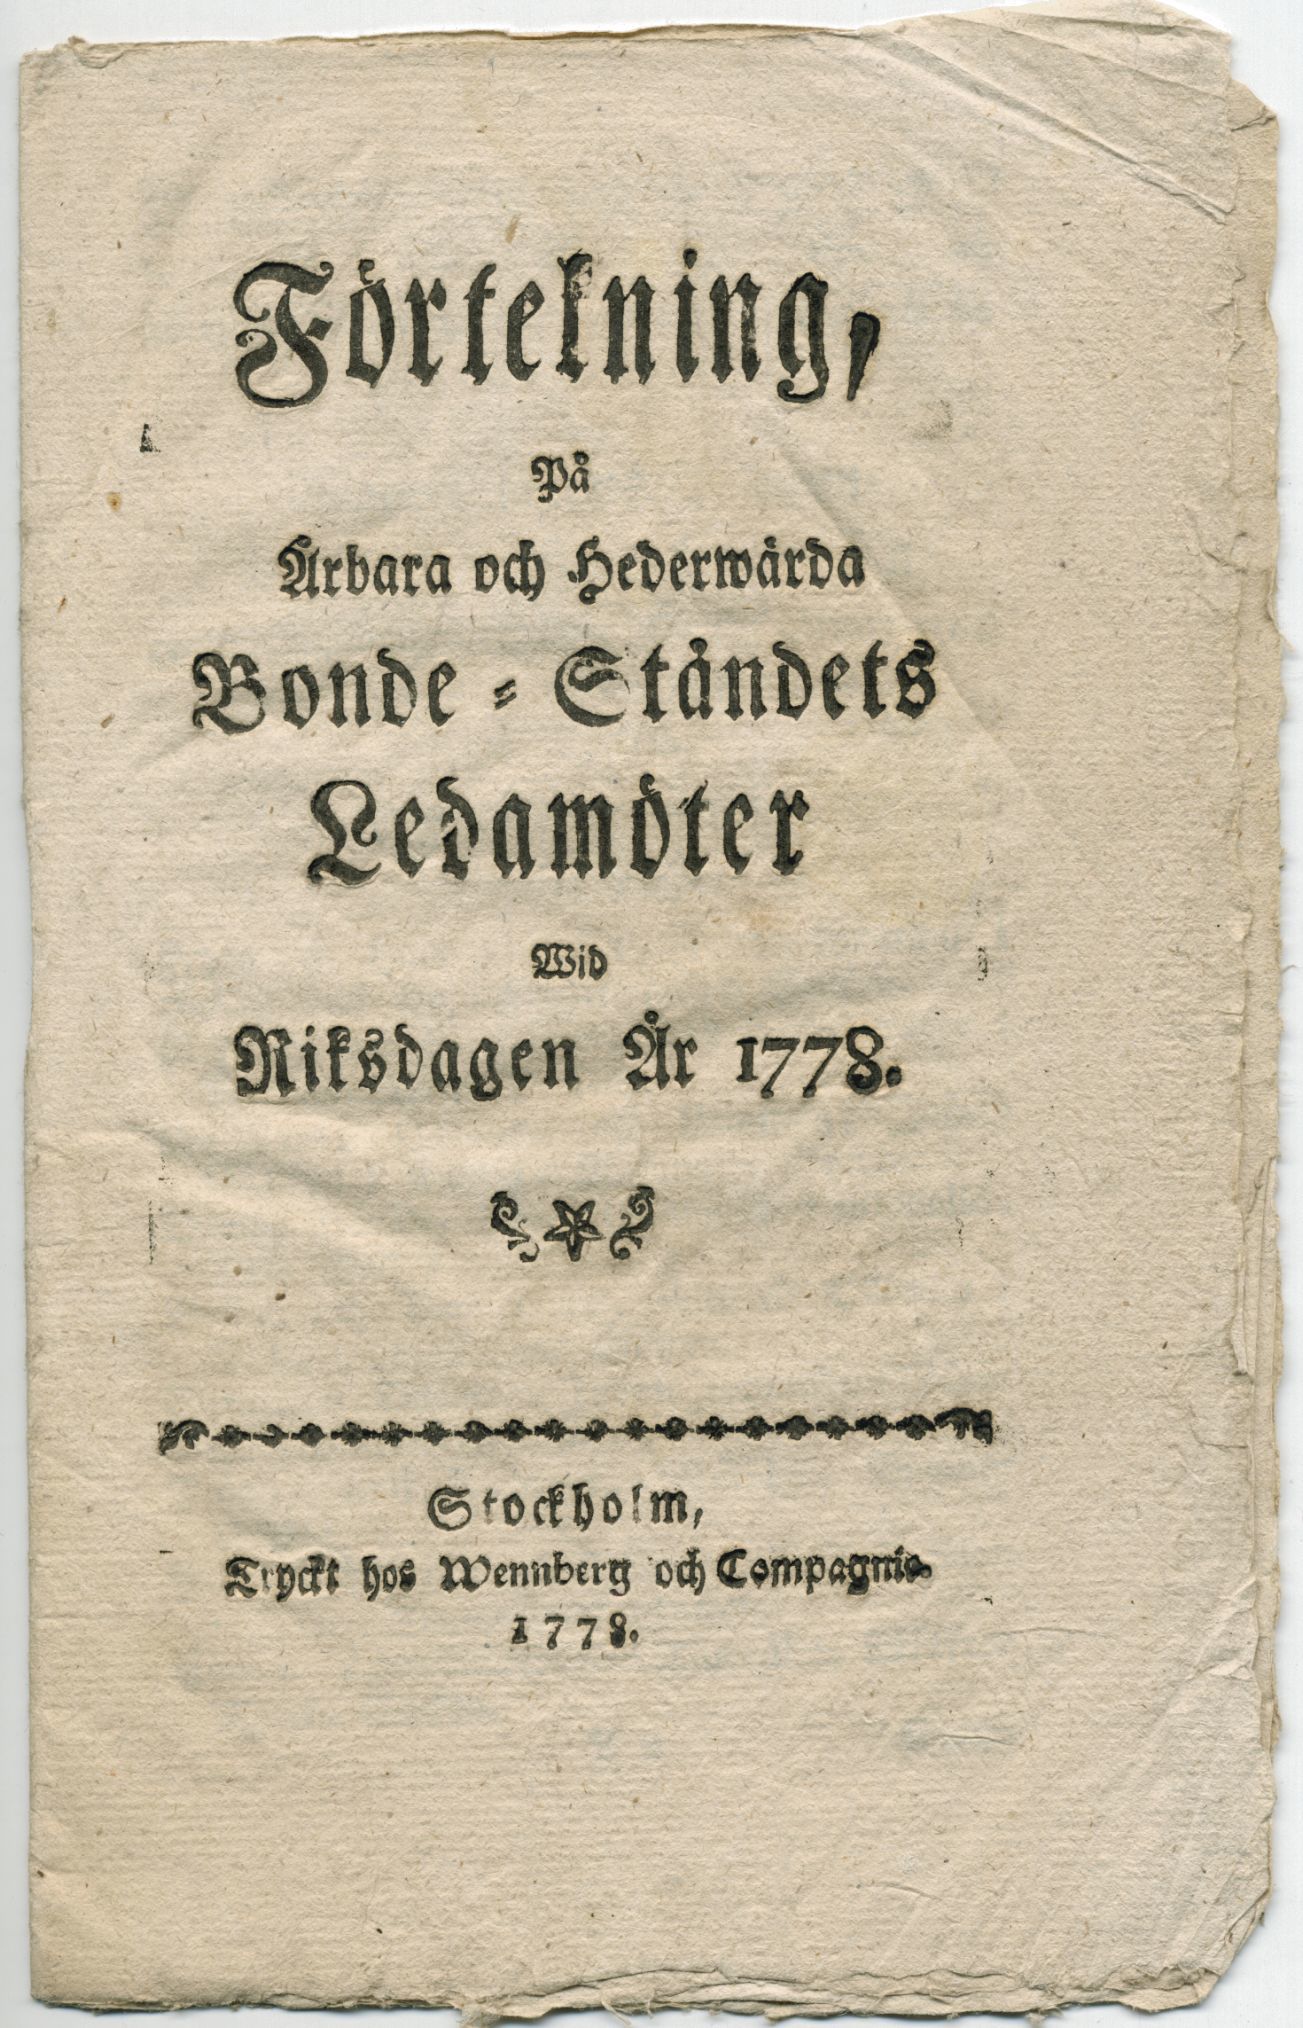 Förtekning,
På
Ärbara och Hederwärda
Bonde-Ståndets
Ledamöter
Wid
Riksdagen År 1778.
Stockholm,
Tryckt hos Wennberg och Compagnie.
1778.